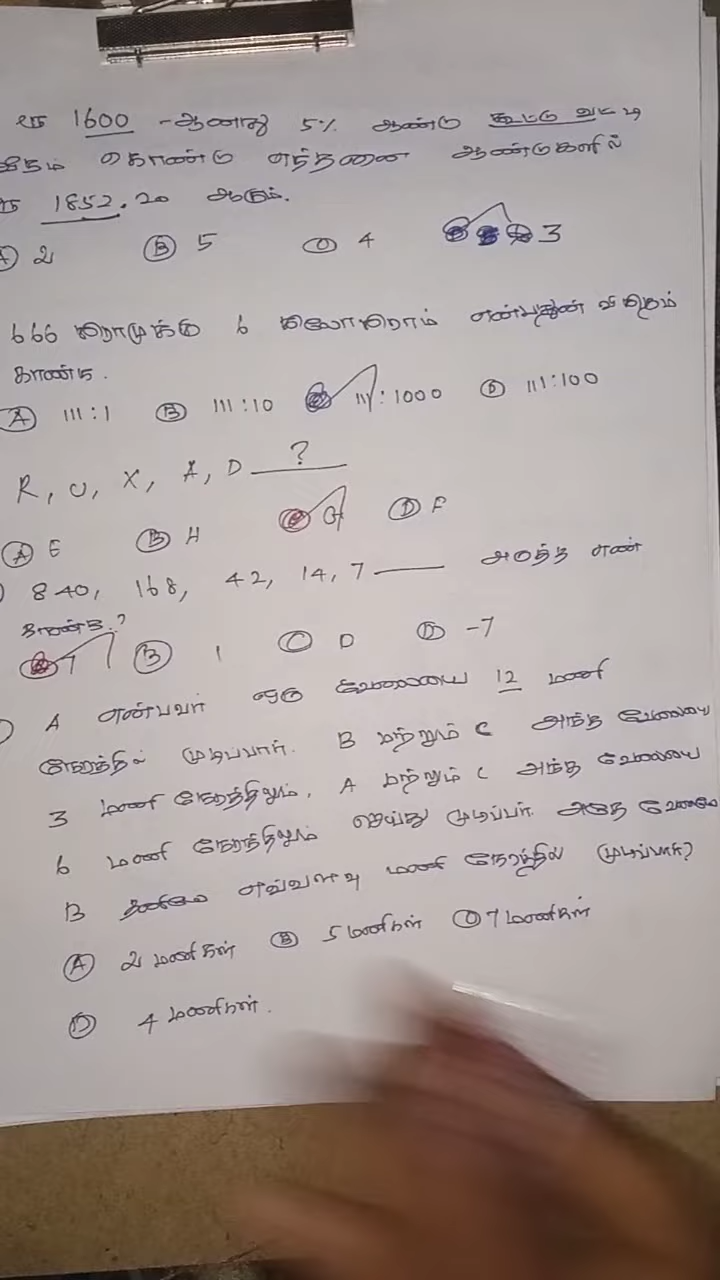 ரூ 1600 -ஆனது 5% ஆண்டு கூட்டு வட்டி
வீதம் கொண்டு எத்தனை ஆண்டுகளில்
ரூ 1852.20 ஆகும்.
A 2 B 5 C 4 3
666 கிராமுக்கும் 6 கிலோகிராம் என்பதன் விகிதம்
காண்க.
A 111:1 B 111:10 111:1000 D 111:100
R, U, X, A, D ?
A E B H G D F
840, 168, 42, 14, 7 அடுத்த எண்
காண்க.?
7 B 1 C 0 D -7
A என்பவர் ஒரு வேலையை 12 மணி
நேரத்தில் முடிப்பார். B மற்றும் C அந்த வேலையை
3 மணி நேரத்திலும், A மற்றும் C அந்த வேலையை
6 மணி நேரத்திலும் செய்து முடிப்பர். அதே வேலை
B தனியே எவ்வளவு மணி நேரத்தில் முடிப்பார்?
A 2 மணிகள் B 5 மணிகள் C 7 மணிகள்
D 4 மணிகள்.